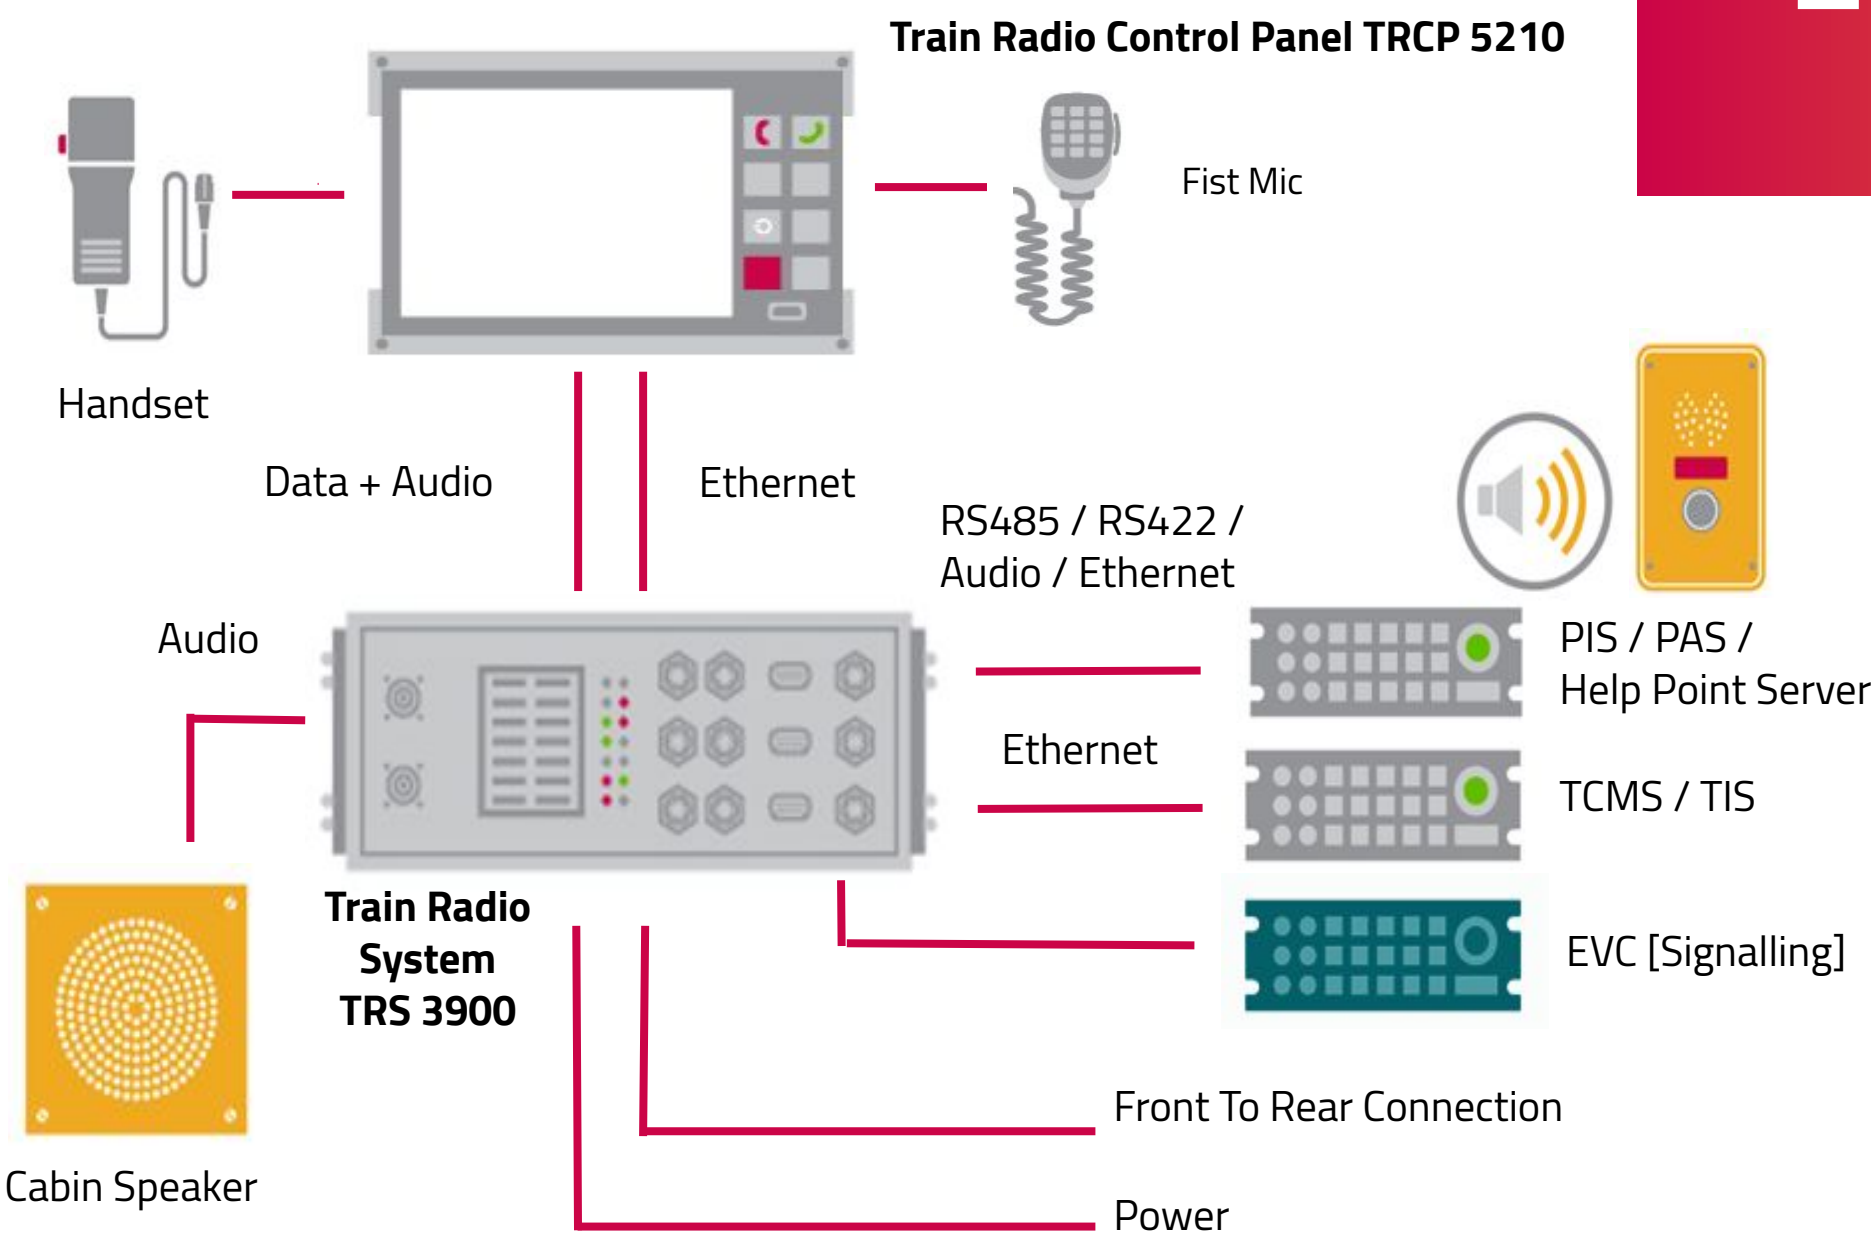 Train Radio Control Panel TRCP 5210
Fist Mic
Handset
Data + Audio
Ethernet
RS485 / RS422 /
Audio / Ethernet
Audio
PIS / PAS /
Help Point Server
Ethernet
TCMS / TIS
Train Radio
System
TRS 3900
EVC [Signalling]
Front To Rear Connection
Cabin Speaker
Power